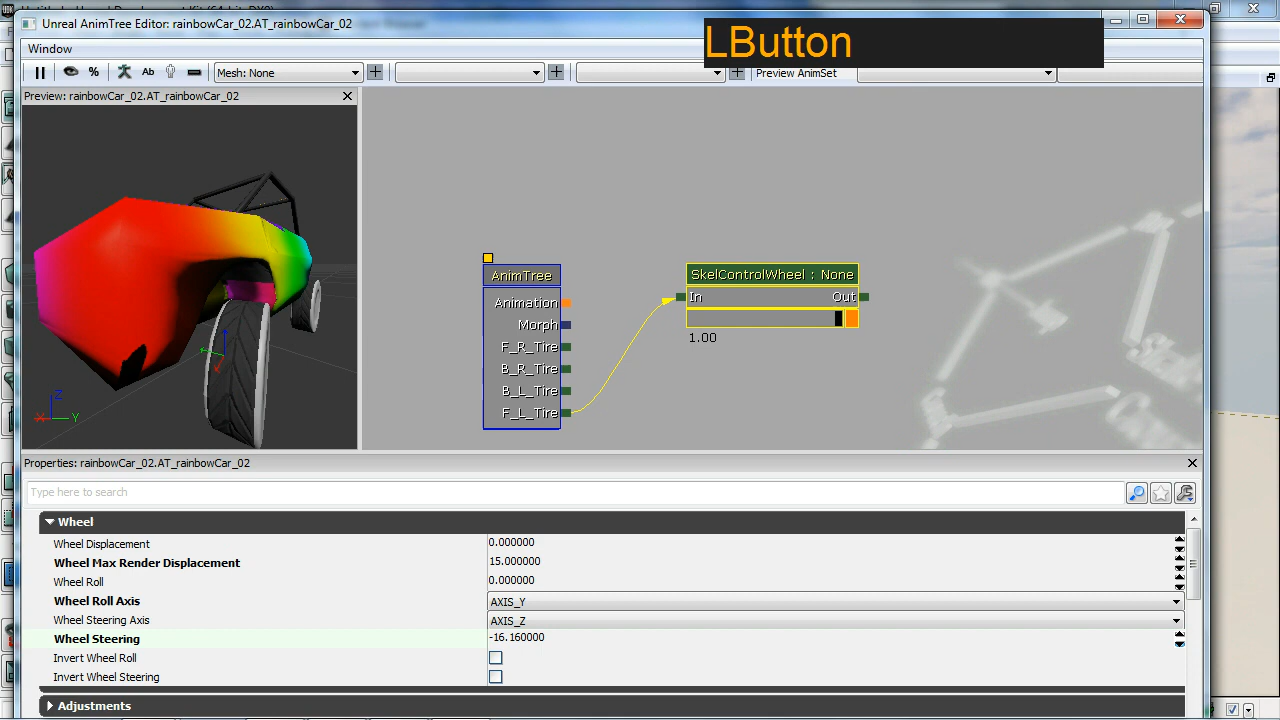 Unreal AnimTree Editor: rainbowCar_02.AT_rainbowCar_02
LButton
Window
Ab
Mesh: None
Preview AnimSet
Preview: rainbowCar_02.AT_rainbowCar_02
AnimTree
Animation
Morph
F_R_Tire
B_R_Tire
B_L_Tire
F_L_Tire
SkelControlWheel : None
In Out
1.00
Z
X Y
Properties: rainbowCar_02.AT_rainbowCar_02
Type here to search
Wheel
Wheel Displacement 0.000000
Wheel Max Render Displacement 15.000000
Wheel Roll 0.000000
Wheel Roll Axis AXIS_Y
Wheel Steering Axis AXIS_Z
Wheel Steering -16.160000
Invert Wheel Roll
Invert Wheel Steering
Adjustments